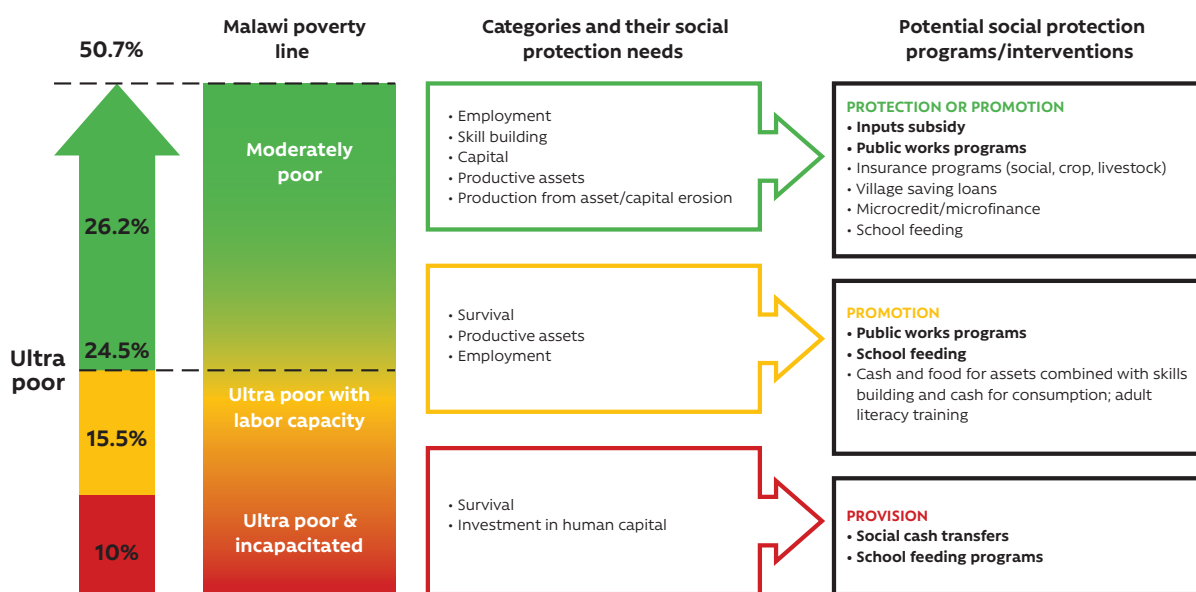 50.7%
Malawi poverty
line
Categories and their social
protection needs
Potential social protection
programs/interventions
26.2%
24.5%
Ultra
poor
15.5%
10%
Moderately
poor
Ultra poor with
labor capacity
Ultra poor &
incapacitated
• Employment
• Skill building
• Capital
• Productive assets
• Production from asset/capital erosion
PROTECTION OR PROMOTION
• Inputs subsidy
• Public works programs
• Insurance programs (social, crop, livestock)
• Village saving loans
• Microcredit/microfinance
• School feeding
• Survival
• Productive assets
• Employment
PROMOTION
• Public works programs
• School feeding
• Cash and food for assets combined with skills
building and cash for consumption; adult
literacy training
• Survival
• Investment in human capital
PROVISION
• Social cash transfers
• School feeding programs